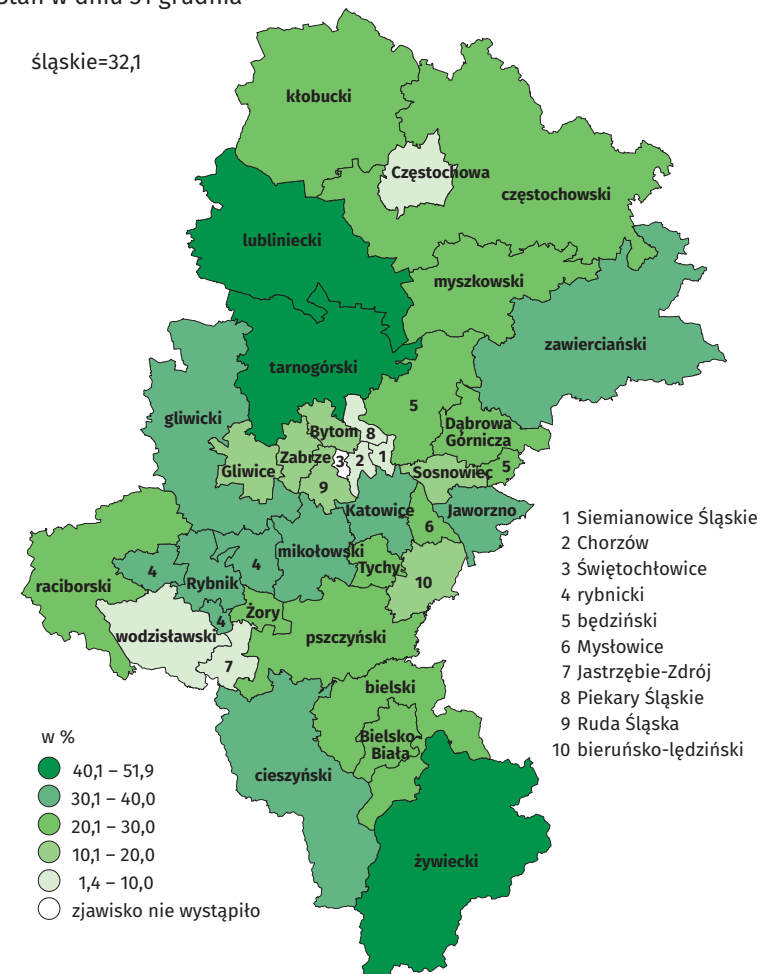 Stan w dniu 31 grudnia
śląskie=32,1
kłobucki
Częstochowa
częstochowski
lubliniecki
myszkowski
zawierciański
tarnogórski
gliwicki
5
Dąbrowa
Górnicza
Bytom
8
Zabrze
3
2
1
Gliwice
9
Sosnowiec
5
Katowice
Jaworzno
6
mikołowski
4
4
Rybnik
Tychy
10
raciborski
4
Żory
wodzisławski
7
pszczyński
bielski
Bielsko-
Biała
cieszyński
żywiecki
1 Siemianowice Śląskie
2 Chorzów
3 Świętochłowice
4 rybnicki
5 będziński
6 Mysłowice
7 Jastrzębie-Zdrój
8 Piekary Śląskie
9 Ruda Śląska
10 bieruńsko-lędziński
w %
40,1 – 51,9
30,1 – 40,0
20,1 – 30,0
10,1 – 20,0
1,4 – 10,0
zjawisko nie wystąpiło